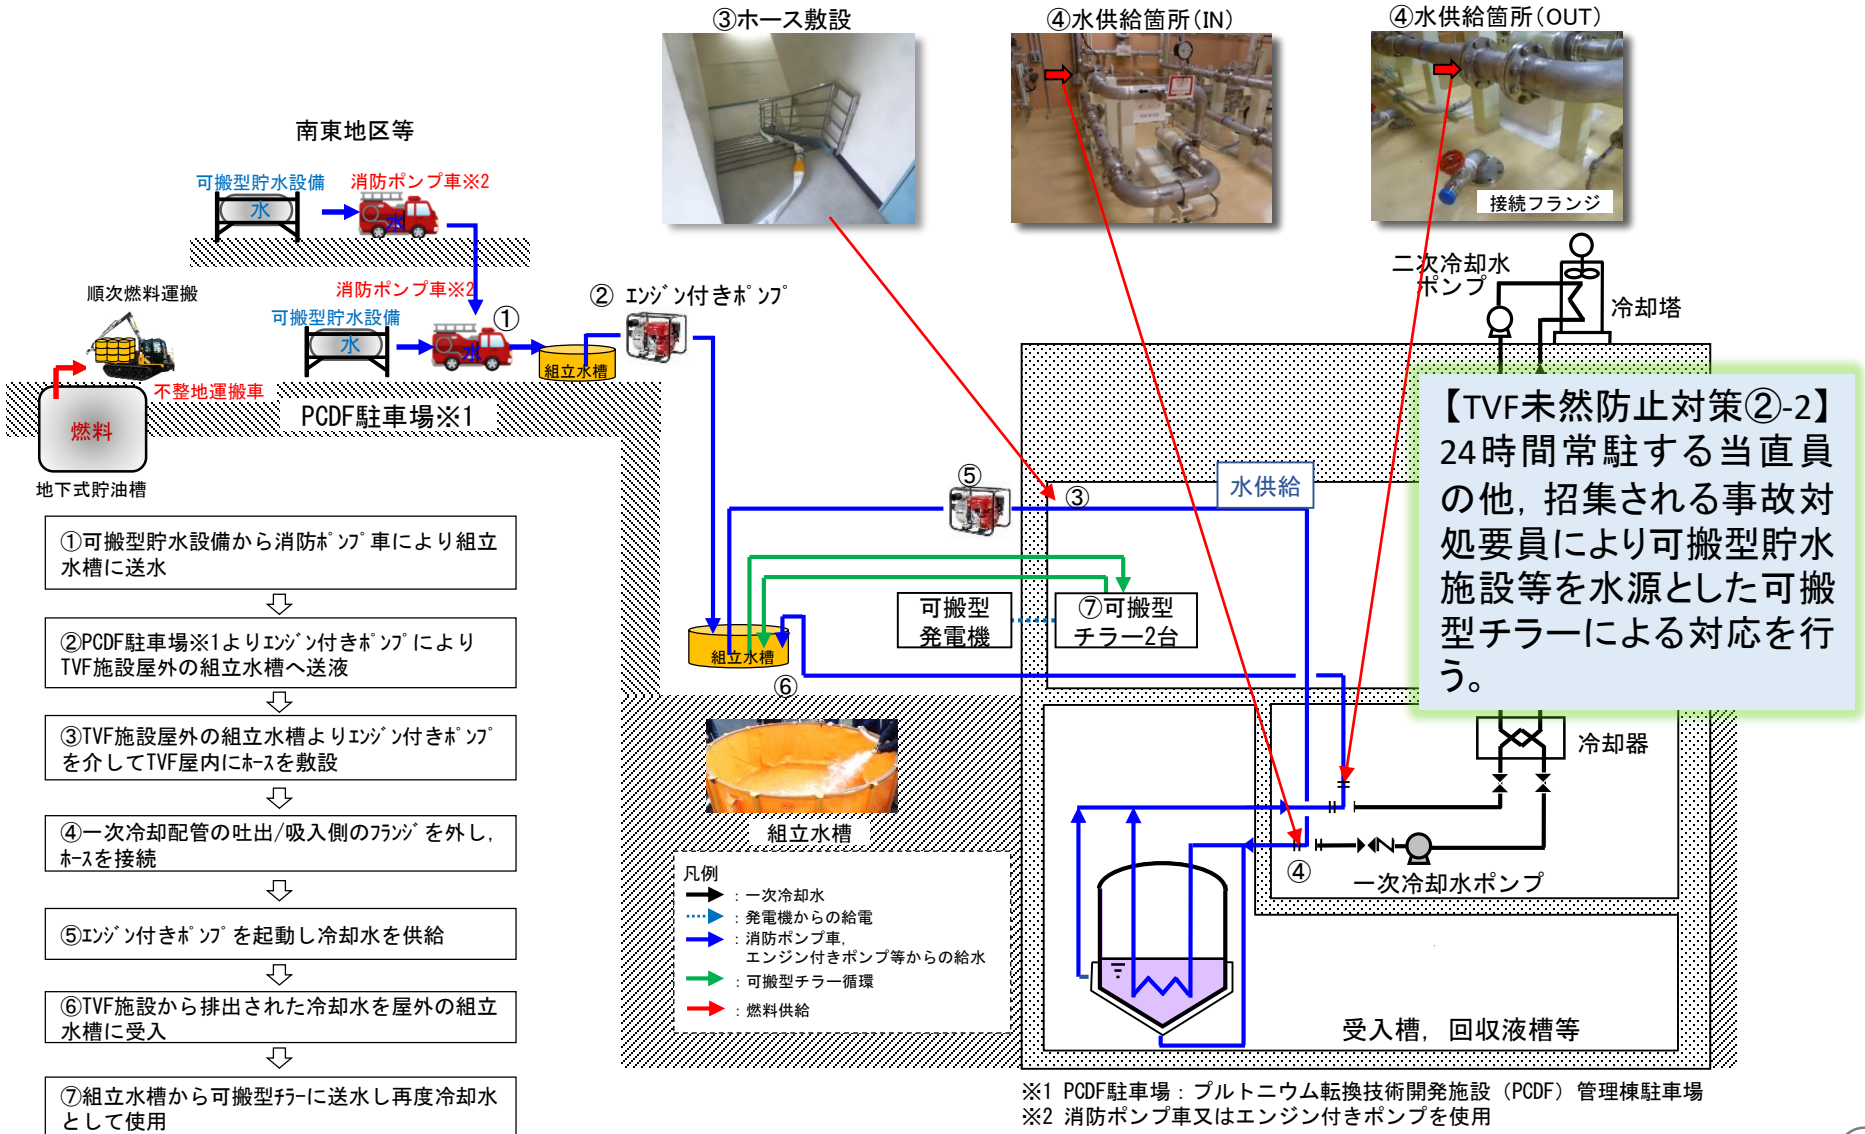 ③ホース敷設
④水供給箇所(IN)
④水供給箇所(OUT)
接続フランジ
南東地区等
可搬型貯水設備
消防ポンプ車※2
水
水
順次燃料運搬
消防ポンプ車※2
可搬型貯水設備
①
水
水
組立水槽
② エンジン付きポンプ
二次冷却水
ポンプ
冷却塔
不整地運搬車
燃料
PCDF駐車場※1
地下式貯油槽
【TVF未然防止対策②-2】
24時間常駐する当直員
の他，招集される事故対
処要員により可搬型貯水
施設等を水源とした可搬
型チラーによる対応を行
う。
⑤
③
水供給
可搬型
発電機
⑦可搬型
チラー2台
組立水槽
⑥
①可搬型貯水設備から消防ポンプ車により組立
水槽に送水
②PCDF駐車場※1よりエンジン付きポンプにより
TVF施設屋外の組立水槽へ送液
③TVF施設屋外の組立水槽よりエンジン付きポンプ
を介してTVF屋内にホースを敷設
④一次冷却配管の吐出/吸入側のフランジを外し，
ホースを接続
⑤エンジン付きポンプを起動し冷却水を供給
⑥TVF施設から排出された冷却水を屋外の組立
水槽に受入
⑦組立水槽から可搬型チラーに送水し再度冷却水
として使用
組立水槽
凡例
：一次冷却水
：発電機からの給電
：消防ポンプ車，
エンジン付きポンプ等からの給水
：可搬型チラー循環
：燃料供給
冷却器
④
一次冷却水ポンプ
受入槽，回収液槽等
※1 PCDF駐車場：プルトニウム転換技術開発施設（PCDF）管理棟駐車場
※2 消防ポンプ車又はエンジン付きポンプを使用